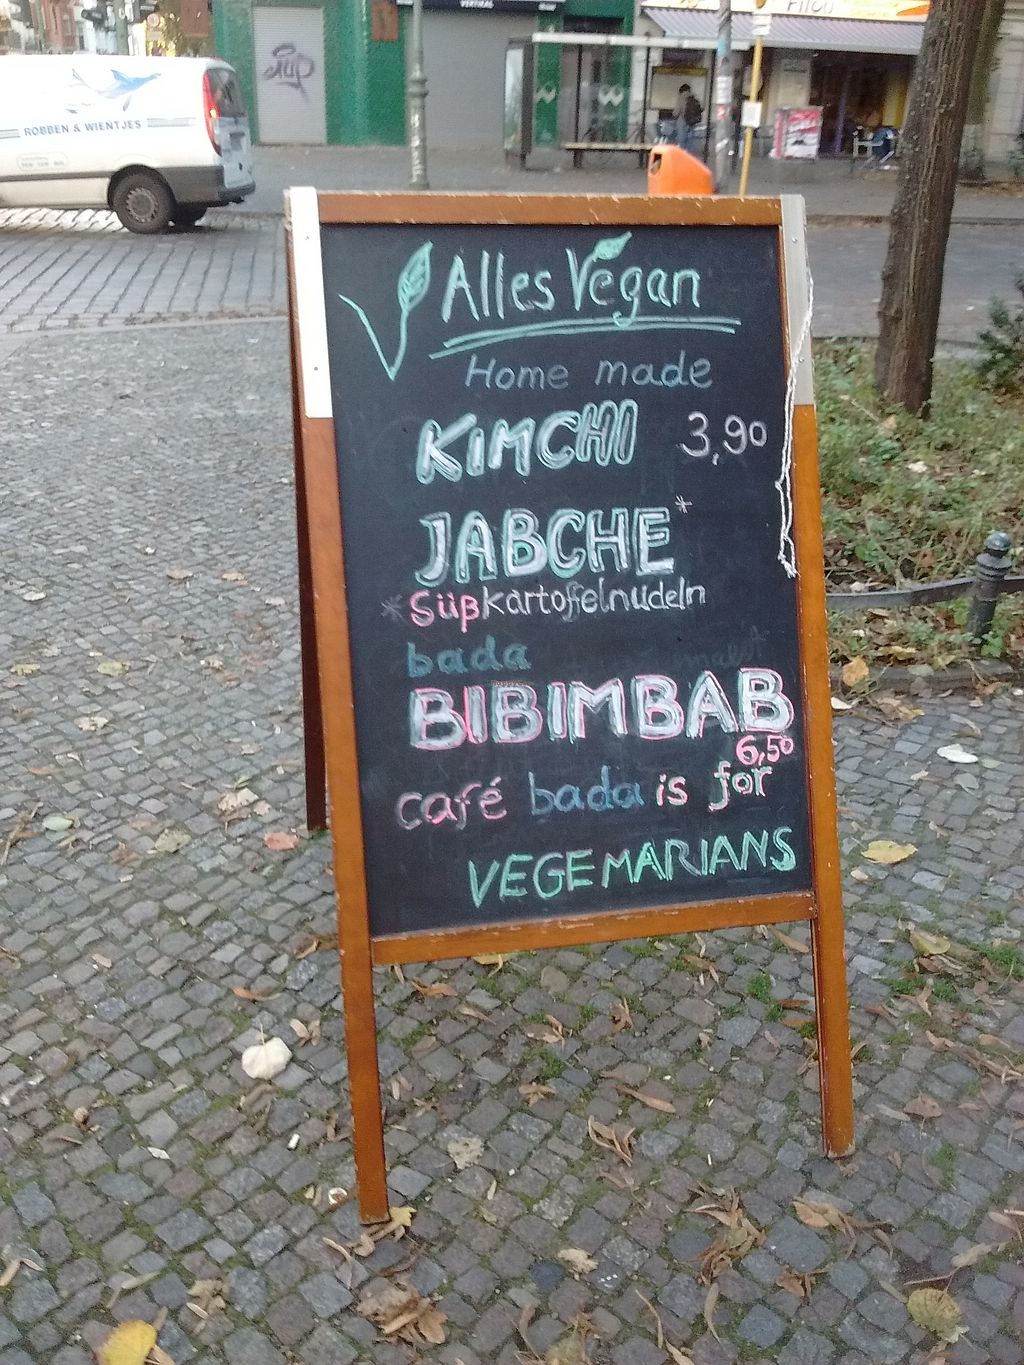 ROBBEN & WIENTJES
Alles Vegan
Home made
KIMCHI 3,90
JABCHE*
*Süßkartoffelnudeln
bada
BIBIMBAB
6,50
café bada is for
VEGEMARIANS